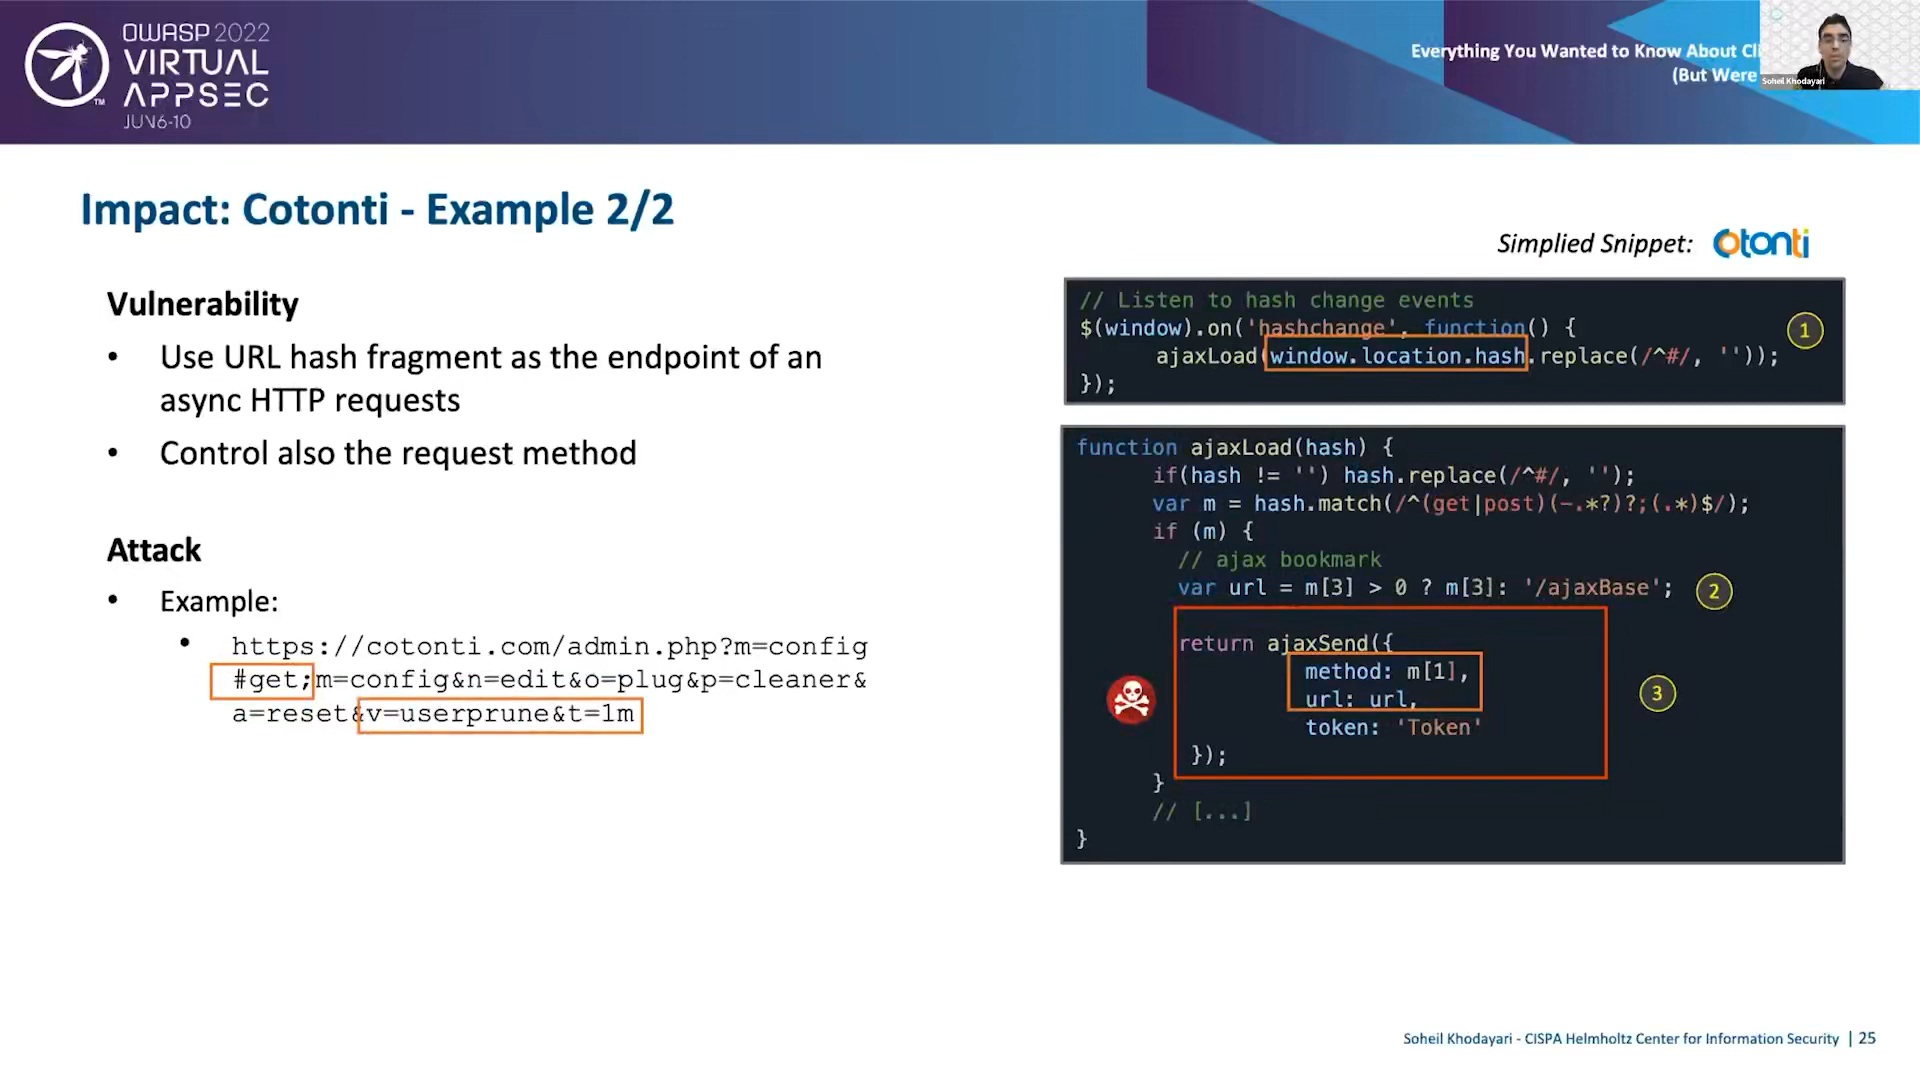 OWASP 2022
VIRTUAL
APPSEC
JUN 6-10
TM
Everything You Wanted to Know About Cli
(But Were
Soheil Khodayari
Impact: Cotonti - Example 2/2
Simplied Snippet:
Cotonti
Vulnerability
• Use URL hash fragment as the endpoint of an
async HTTP requests
• Control also the request method
Attack
• Example:
• https://cotonti.com/admin.php?m=config
#get;m=config&n=edit&o=plug&p=cleaner&
a=reset&v=userprune&t=1m
// Listen to hash change events
$(window).on('hashchange', function() {
ajaxLoad(window.location.hash.replace(/^#/, ''));
});
1
function ajaxLoad(hash) {
if(hash != '') hash.replace(/^#/, '');
var m = hash.match(/^(get|post)(-.*?)?;(.*)$/);
if (m) {
// ajax bookmark
var url = m[3] > 0 ? m[3]: '/ajaxBase';
2
return ajaxSend({
method: m[1],
url: url,
token: 'Token'
});
3
}
// [...]
}
Soheil Khodayari - CISPA Helmholtz Center for Information Security | 25